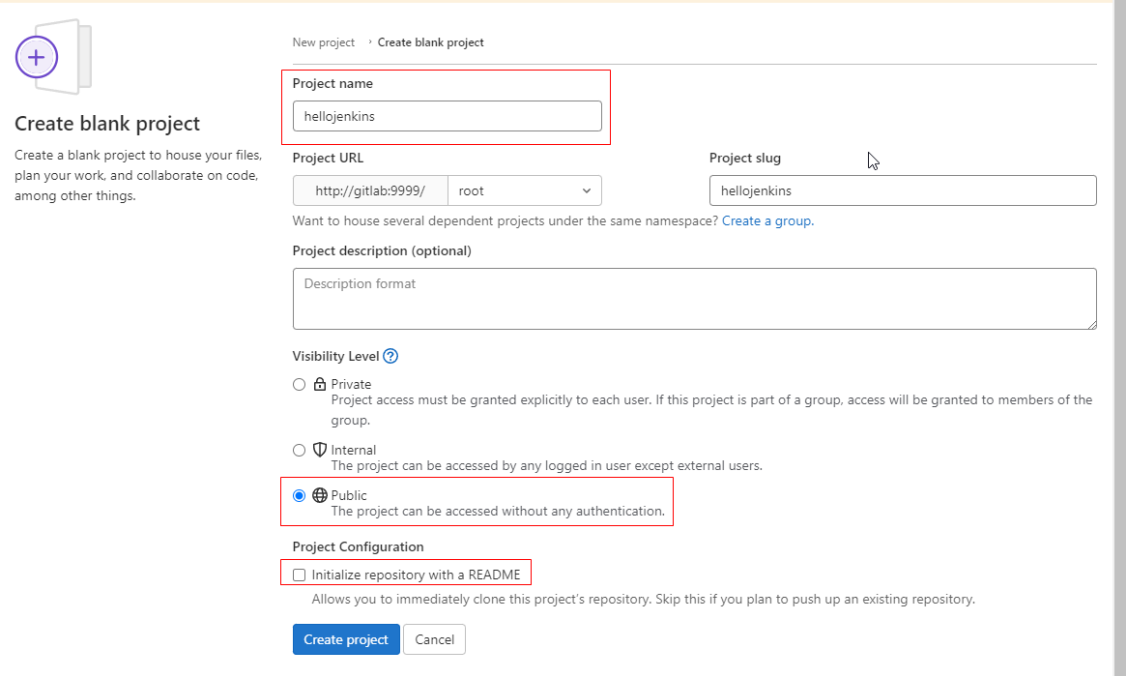 Create blank project
Create a blank project to house your files,
plan your work, and collaborate on code,
among other things.
New project › Create blank project
Project name
hellojenkins
Project URL
Project slug
http://gitlab:9999/ root
hellojenkins
Want to house several dependent projects under the same namespace? Create a group.
Project description (optional)
Description format
Visibility Level
Private
Project access must be granted explicitly to each user. If this project is part of a group, access will be granted to members of the
group.
Internal
The project can be accessed by any logged in user except external users.
Public
The project can be accessed without any authentication.
Project Configuration
Initialize repository with a README
Allows you to immediately clone this project's repository. Skip this if you plan to push up an existing repository.
Create project Cancel